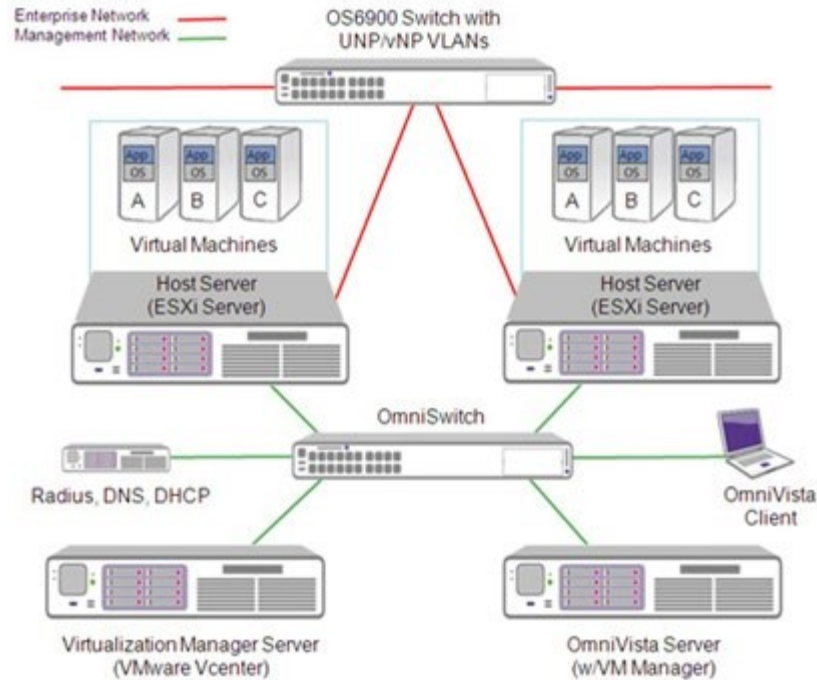 Enterprise Network
Management Network
OS6900 Switch with
UNP/vNP VLANs
App
OS
A
App
OS
B
App
OS
C
Virtual Machines
Host Server
(ESXi Server)
App
OS
A
App
OS
B
App
OS
C
Virtual Machines
Host Server
(ESXi Server)
OmniSwitch
Radius, DNS, DHCP
OmniVista
Client
Virtualization Manager Server
(VMware Vcenter)
OmniVista Server
(w/VM Manager)